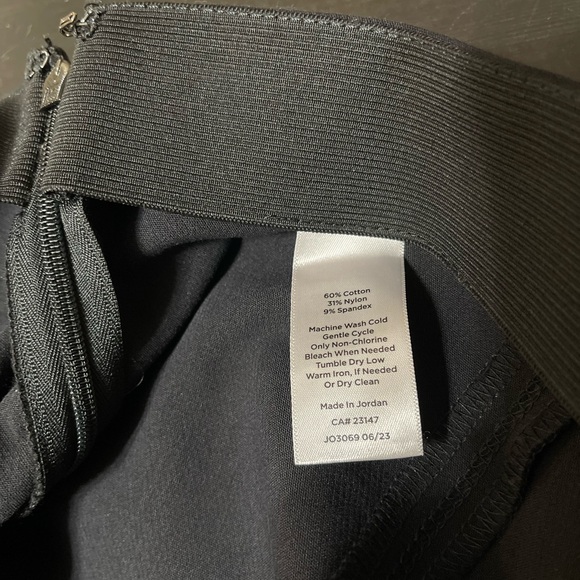 60% Cotton
31% Nylon
9% Spandex
Machine Wash Cold
Gentle Cycle
Only Non-Chlorine
Bleach When Needed
Tumble Dry Low
Warm Iron, If Needed
Or Dry Clean
Made In Jordan
CA# 23147
JO3069 06/23